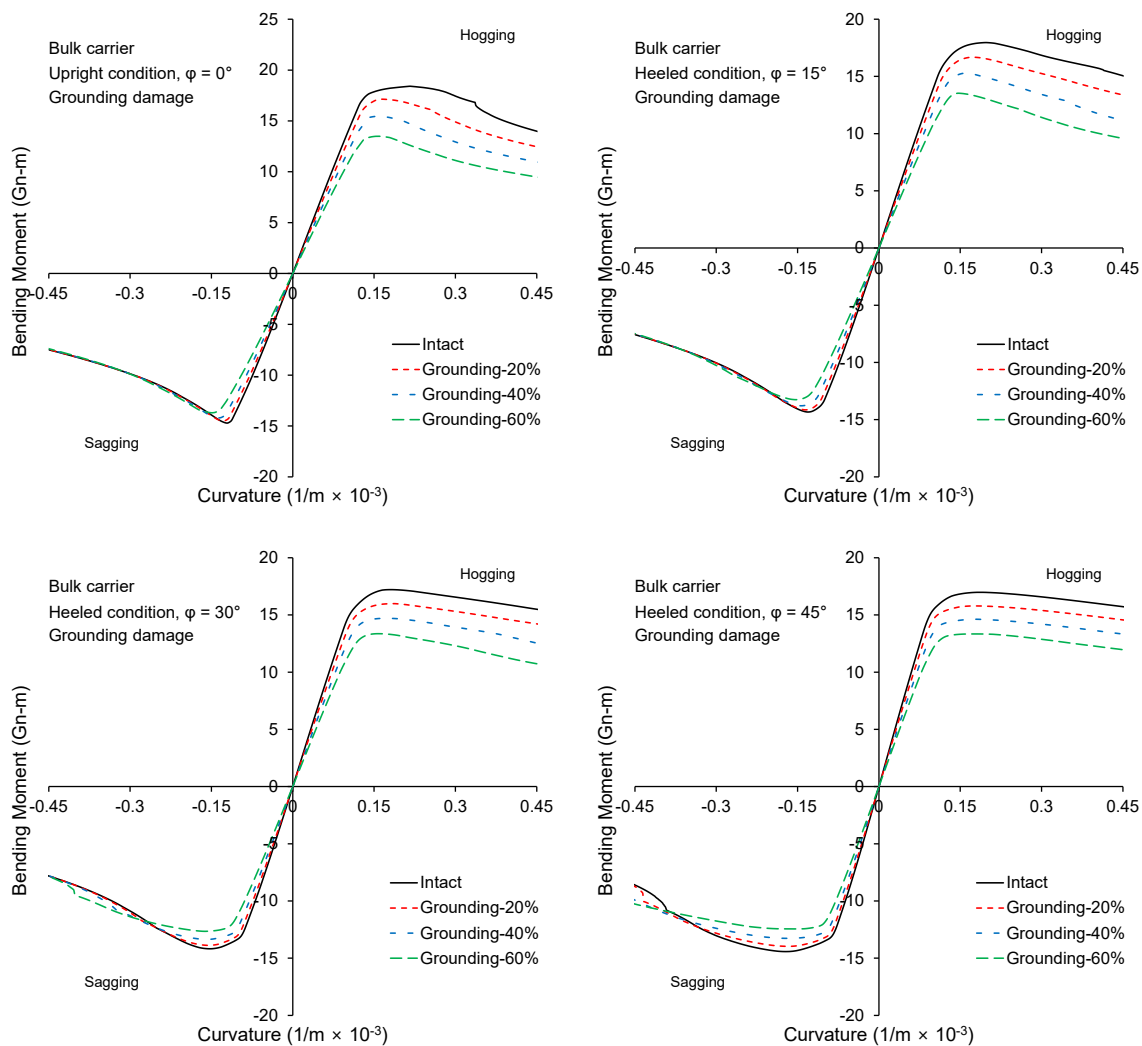 25
20
15
10
5
0
-5
-10
-15
-20
-0.45
-0.3
-0.15
0
0.15
0.3
0.45
Bulk carrier
Upright condition, φ = 0°
Grounding damage
Hogging
Sagging
Intact
Grounding-20%
Grounding-40%
Grounding-60%
Bending Moment (Gn-m)
Curvature (1/m × 10-3)
20
15
10
5
0
-5
-10
-15
-20
-0.45
-0.3
-0.15
0
0.15
0.3
0.45
Bulk carrier
Heeled condition, φ = 15°
Grounding damage
Hogging
Sagging
Intact
Grounding-20%
Grounding-40%
Grounding-60%
Bending Moment (Gn-m)
Curvature (1/m × 10-3)
20
15
10
5
0
-5
-10
-15
-20
-0.45
-0.3
-0.15
0
0.15
0.3
0.45
Bulk carrier
Heeled condition, φ = 30°
Grounding damage
Hogging
Sagging
Intact
Grounding-20%
Grounding-40%
Grounding-60%
Bending Moment (Gn-m)
Curvature (1/m × 10-3)
20
15
10
5
0
-5
-10
-15
-20
-0.45
-0.3
-0.15
0
0.15
0.3
0.45
Bulk carrier
Heeled condition, φ = 45°
Grounding damage
Hogging
Sagging
Intact
Grounding-20%
Grounding-40%
Grounding-60%
Bending Moment (Gn-m)
Curvature (1/m × 10-3)